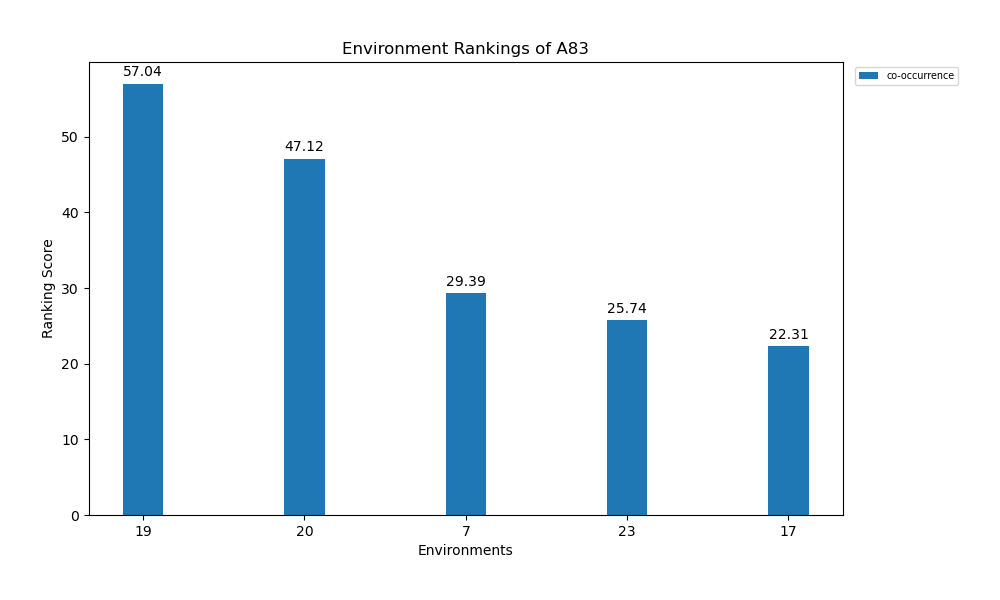 Environment Rankings of A83
57.04
47.12
29.39
25.74
22.31
co-occurrence
Ranking Score
50
40
30
20
10
0
19 20 7 23 17
Environments